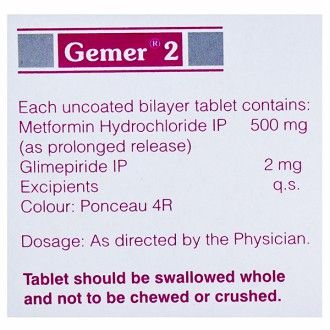 Gemer® 2
Each uncoated bilayer tablet contains:
Metformin Hydrochloride IP 500 mg
(as prolonged release)
Glimepiride IP 2 mg
Excipients q.s.
Colour: Ponceau 4R
Dosage: As directed by the Physician.
Tablet should be swallowed whole
and not to be chewed or crushed.